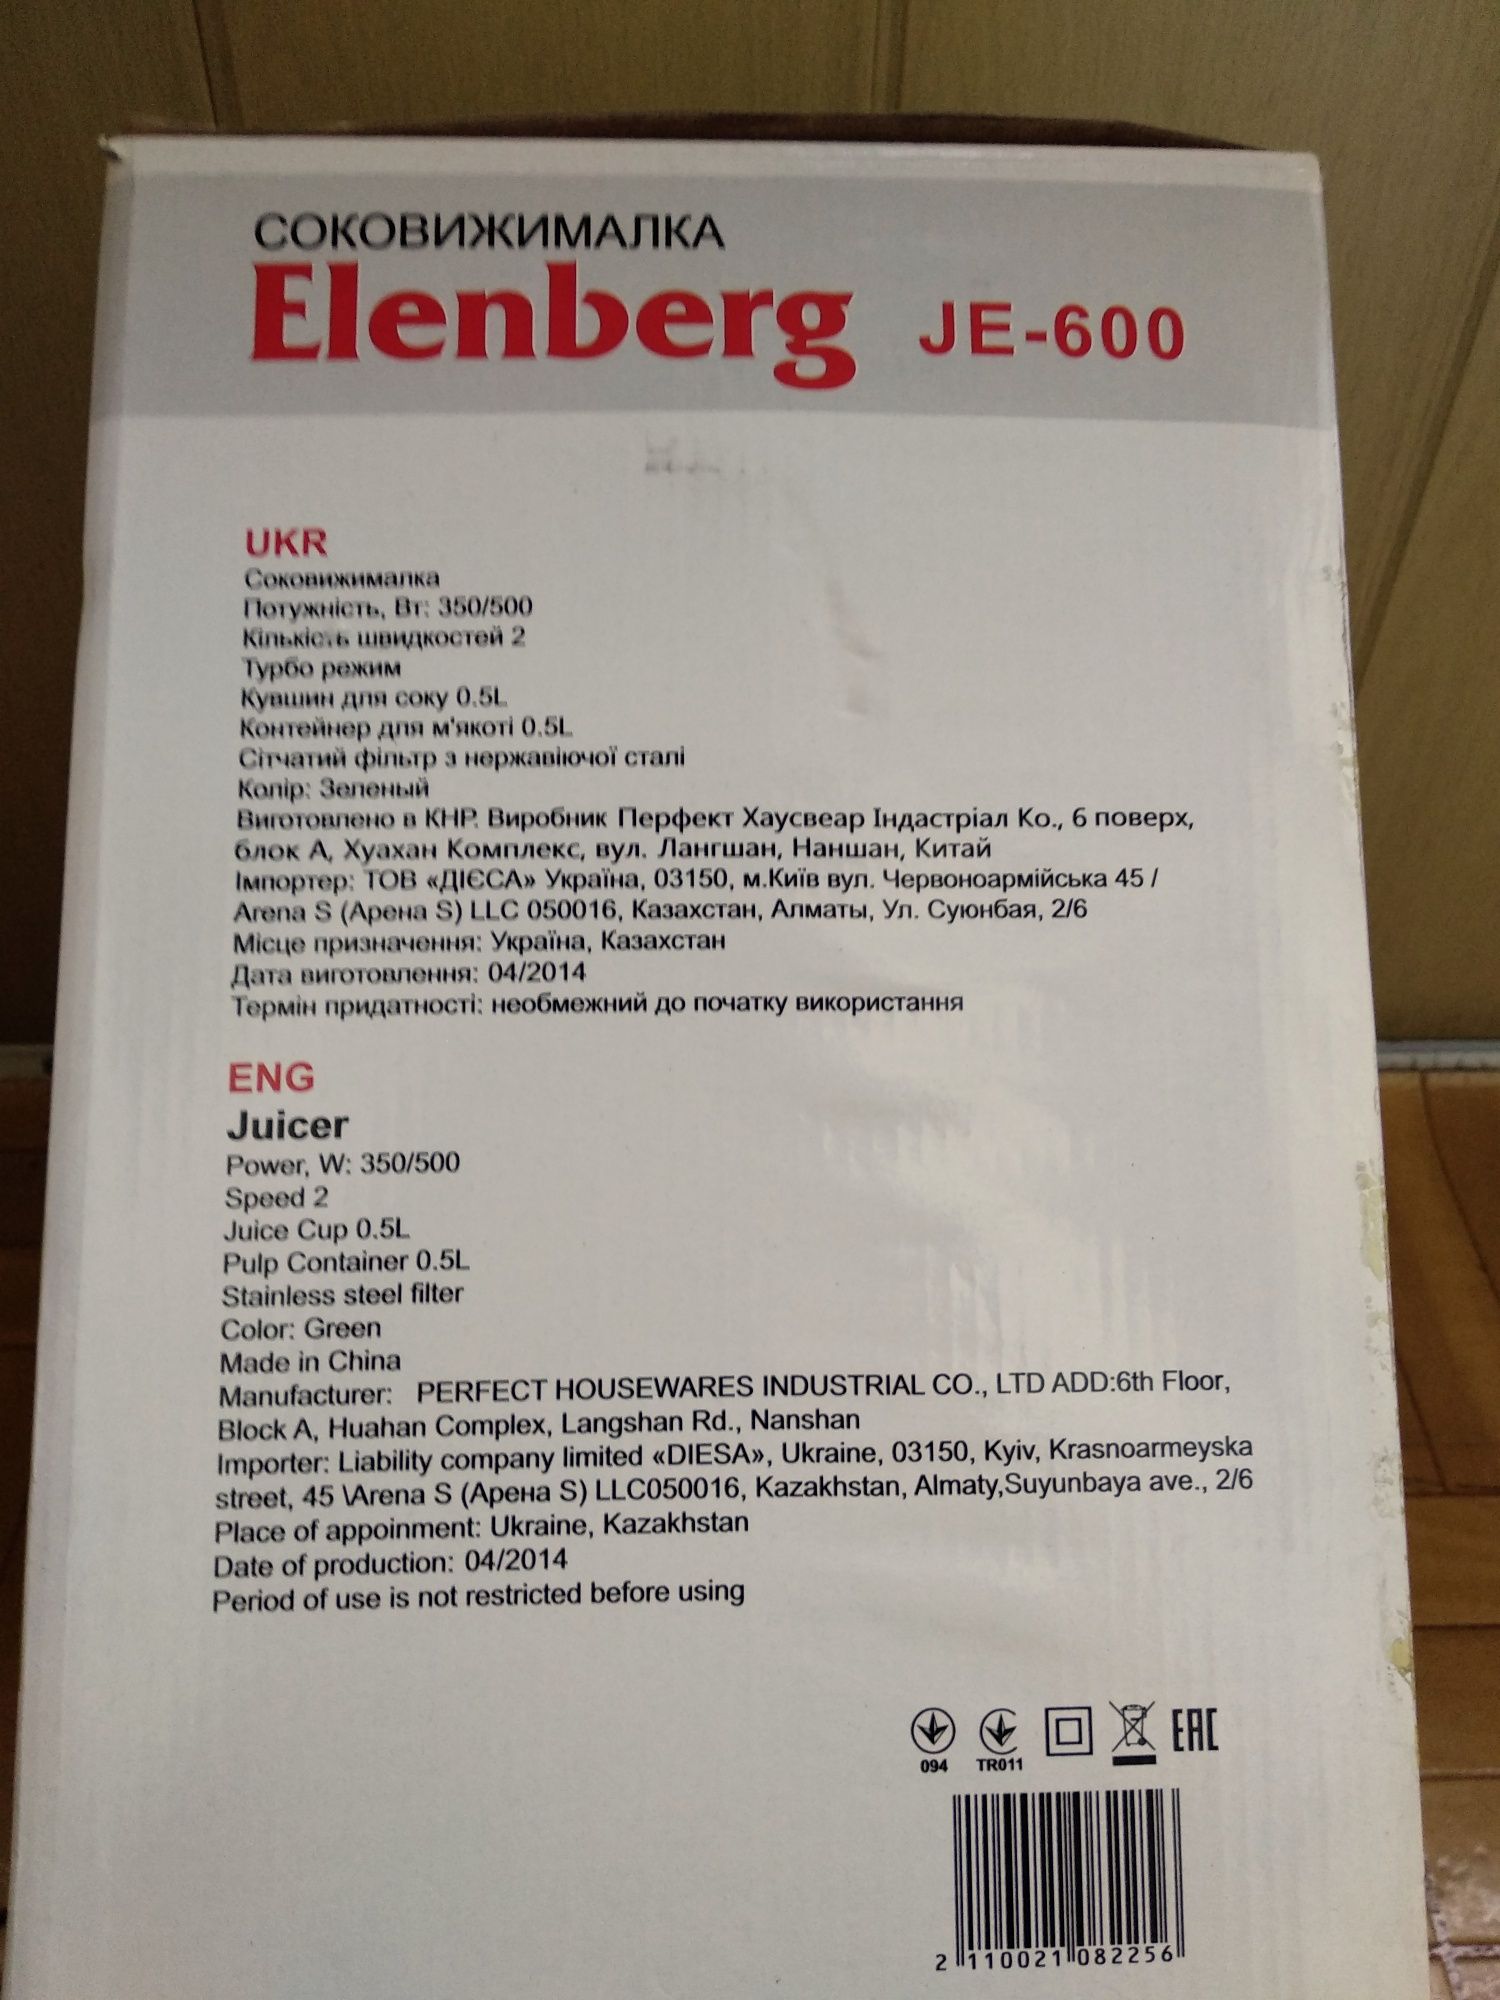 СОКОВИЖИМАЛКА
Elenberg JE-600
UKR
Соковижималка
Потужність, Вт: 350/500
Кількість швидкостей 2
Турбо режим
Кувшин для соку 0.5L
Контейнер для м'якоті 0.5L
Сітчатий фільтр з нержавіючої сталі
Колір: Зеленый
Виготовлено в КНР. Виробник Перфект Хаусвеар Індастріал Ко., 6 поверх,
блок А, Хуахан Комплекс, вул. Лангшан, Наншан, Китай
Імпортер: ТОВ «ДІЄСА» Україна, 03150, м.Київ вул. Червоноармійська 45 /
Arena S (Арена S) LLC 050016, Казахстан, Алматы, Ул. Суюнбая, 2/6
Місце призначення: Україна, Казахстан
Дата виготовлення: 04/2014
Термін придатності: необмежний до початку використання
ENG
Juicer
Power, W: 350/500
Speed 2
Juice Cup 0.5L
Pulp Container 0.5L
Stainless steel filter
Color: Green
Made in China
Manufacturer: PERFECT HOUSEWARES INDUSTRIAL CO., LTD ADD:6th Floor,
Block A, Huahan Complex, Langshan Rd., Nanshan
Importer: Liability company limited «DIESA», Ukraine, 03150, Kyiv, Krasnoarmeyska
street, 45 \Arena S (Арена S) LLC050016, Kazakhstan, Almaty,Suyunbaya ave., 2/6
Place of appoinment: Ukraine, Kazakhstan
Date of production: 04/2014
Period of use is not restricted before using
094 TR011 EAC
2 110021 082256